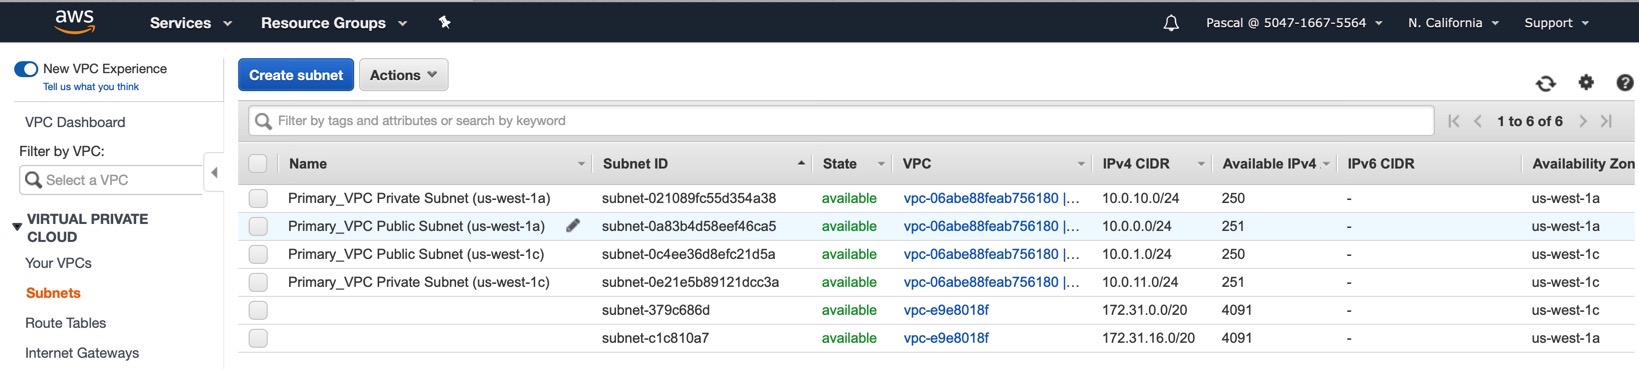 aws Services Resource Groups Pascal @ 5047-1667-5564 N. California Support
New VPC Experience
Tell us what you think
VPC Dashboard
Filter by VPC:
Select a VPC
VIRTUAL PRIVATE
CLOUD
Your VPCs
Subnets
Route Tables
Internet Gateways
Create subnet Actions
Filter by tags and attributes or search by keyword 1 to 6 of 6
Name Subnet ID State VPC IPv4 CIDR Available IPv4 IPv6 CIDR Availability Zon
Primary_VPC Private Subnet (us-west-1a) subnet-021089fc55d354a38 available vpc-06abe88feab756180 |... 10.0.10.0/24 250 - us-west-1a
Primary_VPC Public Subnet (us-west-1a) subnet-0a83b4d58eef46ca5 available vpc-06abe88feab756180 |... 10.0.0.0/24 251 - us-west-1a
Primary_VPC Public Subnet (us-west-1c) subnet-0c4ee36d8efc21d5a available vpc-06abe88feab756180 |... 10.0.1.0/24 250 - us-west-1c
Primary_VPC Private Subnet (us-west-1c) subnet-0e21e5b89121dcc3a available vpc-06abe88feab756180 |... 10.0.11.0/24 251 - us-west-1c
subnet-379c686d available vpc-e9e8018f 172.31.0.0/20 4091 - us-west-1c
subnet-c1c810a7 available vpc-e9e8018f 172.31.16.0/20 4091 - us-west-1a